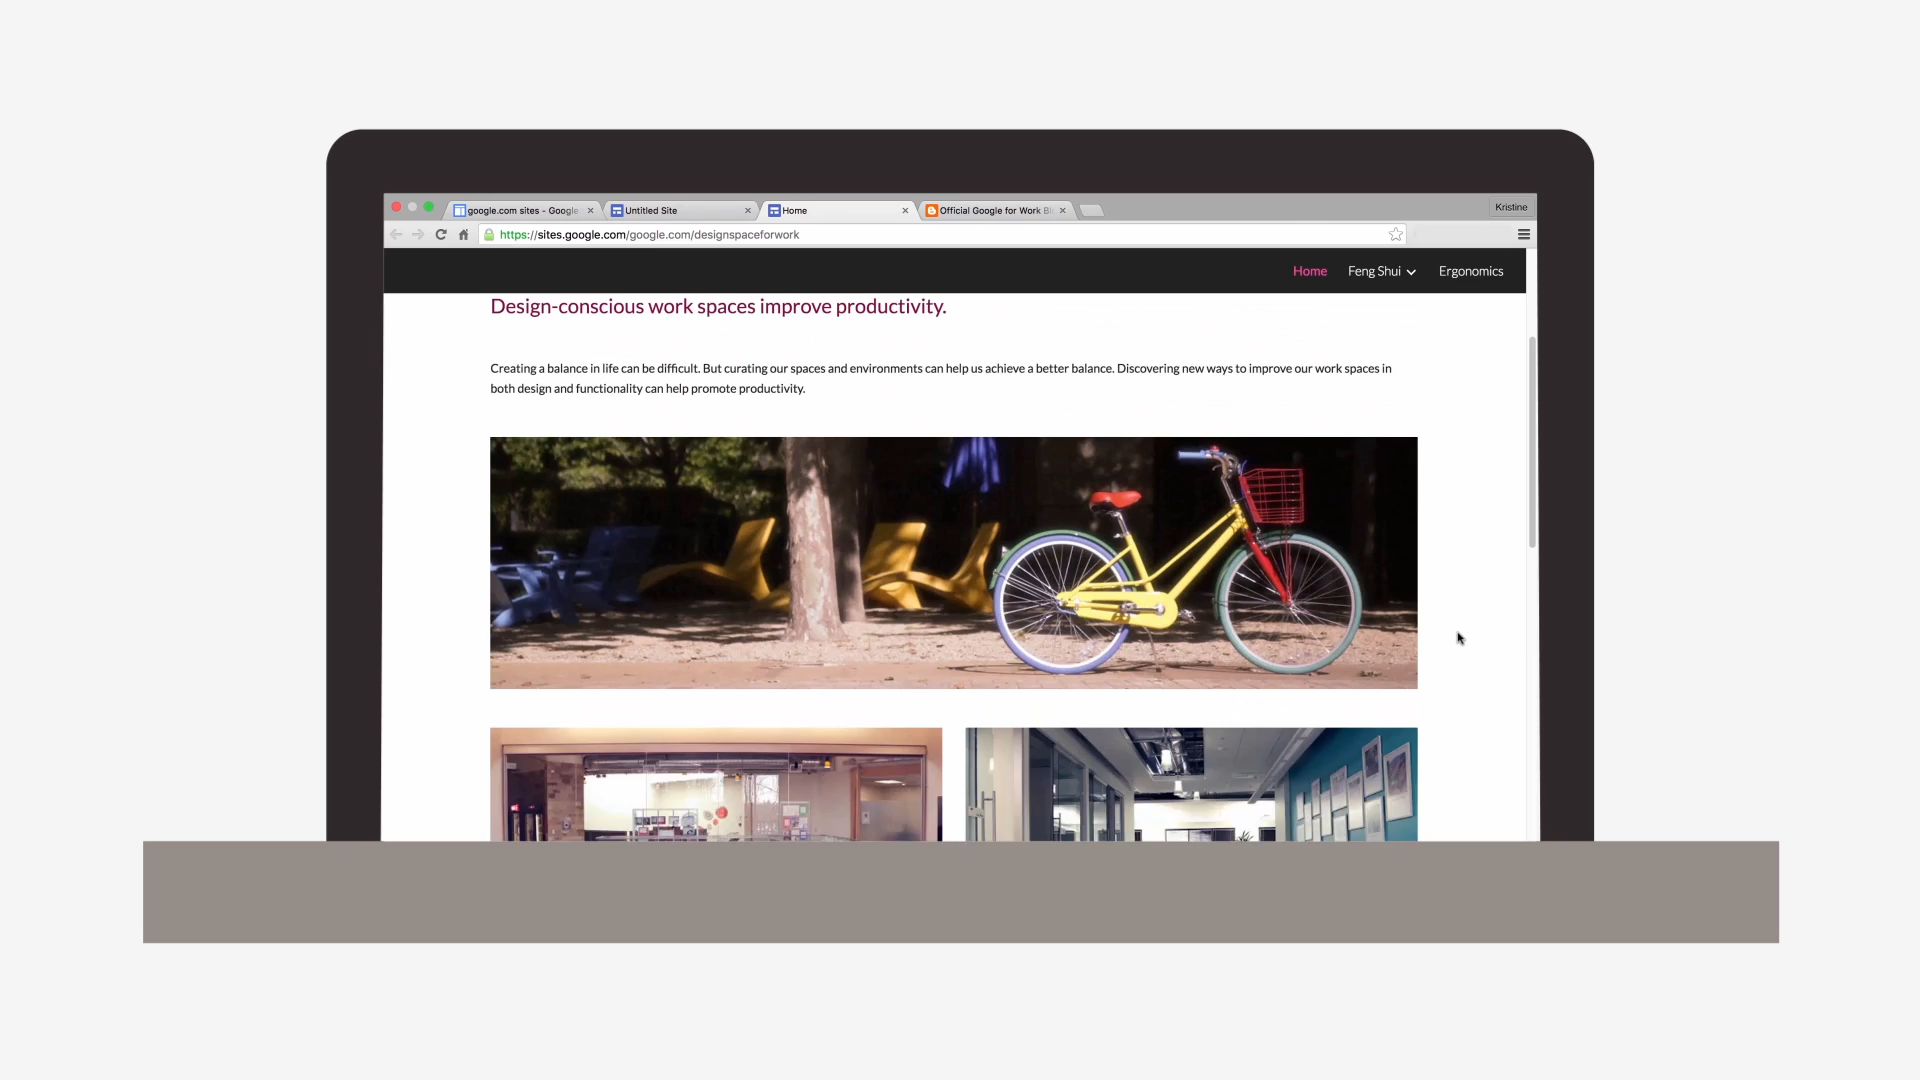 google.com sites - Google
Untitled Site
Home
Official Google for Work Bl
Kristine
https://sites.google.com/google.com/designspaceforwork
Home
Feng Shui
Ergonomics
Design-conscious work spaces improve productivity.
Creating a balance in life can be difficult. But curating our spaces and environments can help us achieve a better balance. Discovering new ways to improve our work spaces in
both design and functionality can help promote productivity.